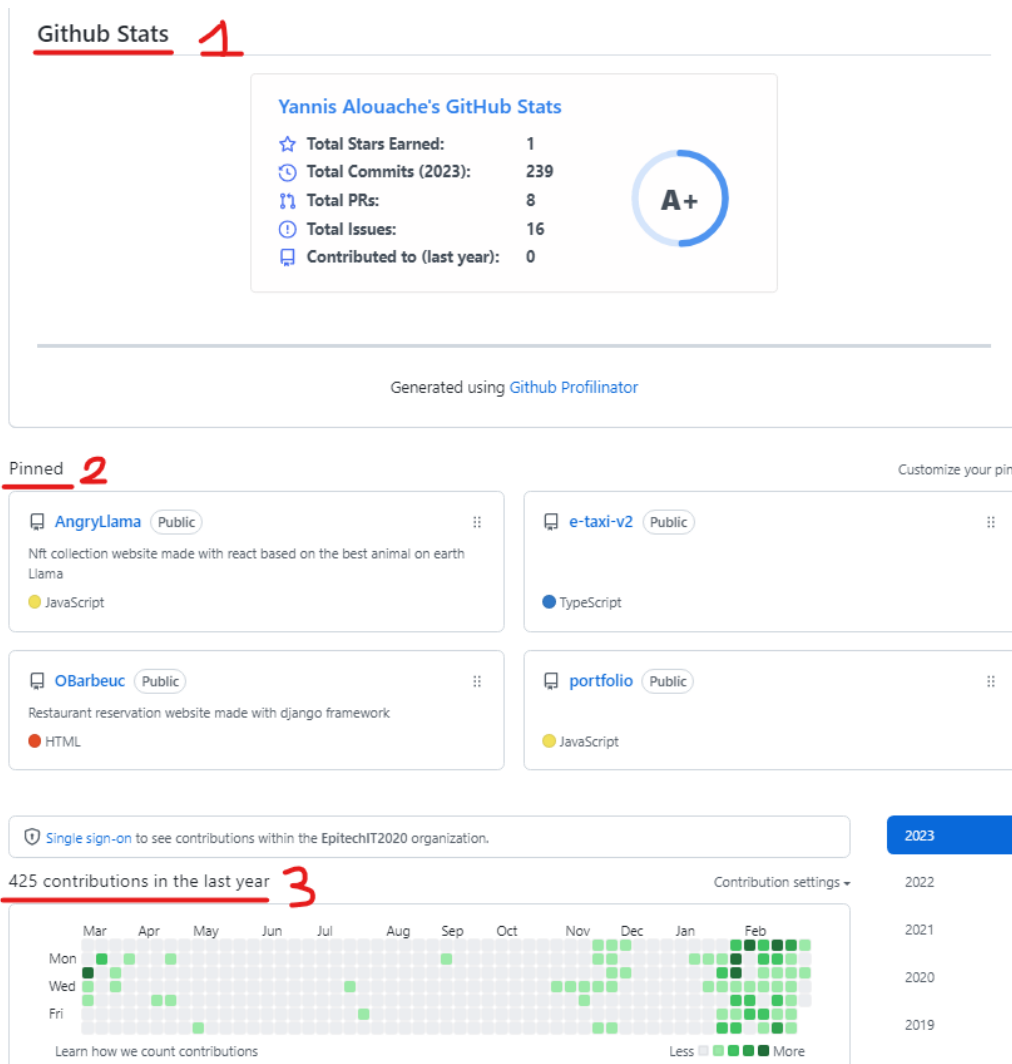 Github Stats 1
Yannis Alouache's GitHub Stats
Total Stars Earned: 1
Total Commits (2023): 239
Total PRs: 8
Total Issues: 16
Contributed to (last year): 0
A+
Generated using Github Profilinator
Pinned 2
Customize your pin
AngryLlama Public
Nft collection website made with react based on the best animal on earth
Llama
JavaScript
e-taxi-v2 Public
TypeScript
OBarbeuc Public
Restaurant reservation website made with django framework
HTML
portfolio Public
JavaScript
Single sign-on to see contributions within the EpitechIT2020 organization.
425 contributions in the last year 3
Contribution settings
Mar Apr May Jun Jul Aug Sep Oct Nov Dec Jan Feb
Mon
Wed
Fri
Learn how we count contributions
Less More
2023
2022
2021
2020
2019